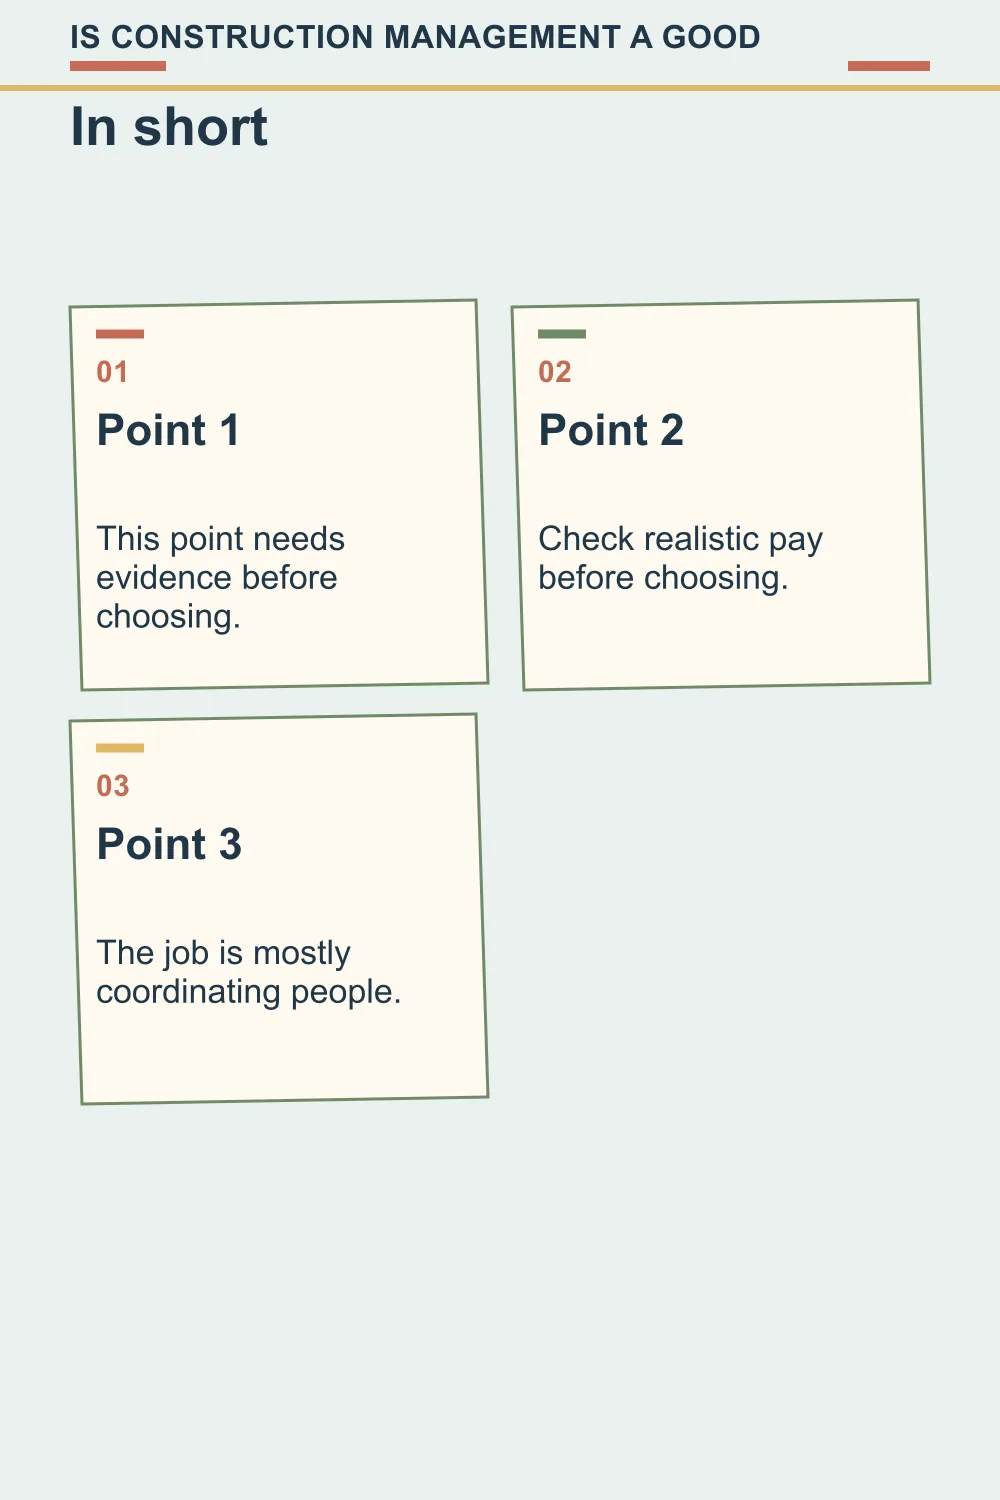 IS CONSTRUCTION MANAGEMENT A GOOD
In short
01
Point 1
This point needs
evidence before
choosing.
02
Point 2
Check realistic pay
before choosing.
03
Point 3
The job is mostly
coordinating people.